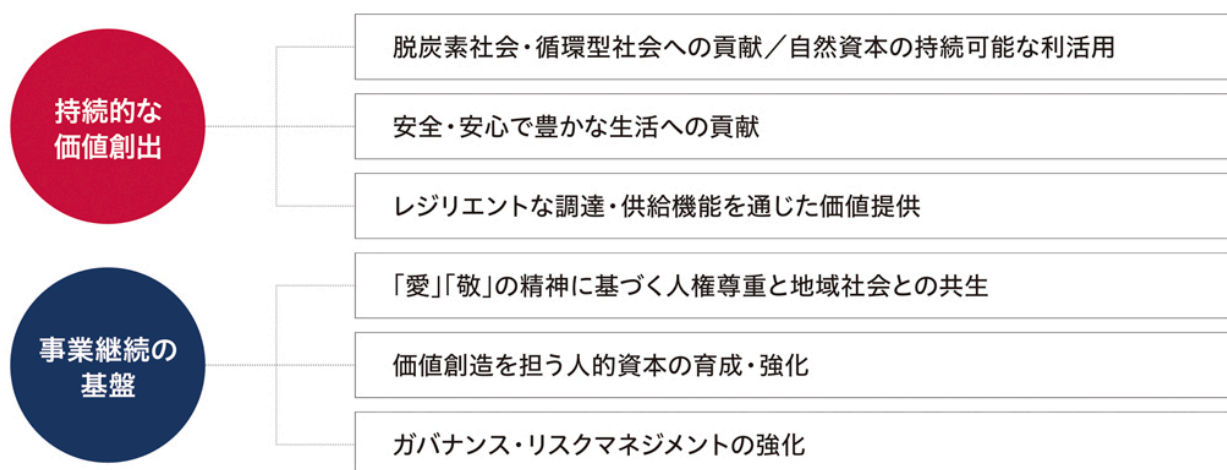 持続的な
価値創出
脱炭素社会・循環型社会への貢献／自然資本の持続可能な利活用
安全・安心で豊かな生活への貢献
レジリエントな調達・供給機能を通じた価値提供
事業継続の
基盤
「愛」「敬」の精神に基づく人権尊重と地域社会との共生
価値創造を担う人的資本の育成・強化
ガバナンス・リスクマネジメントの強化